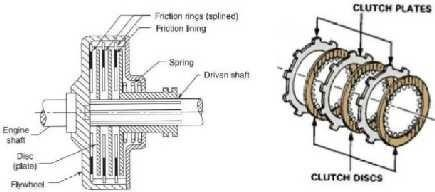 Friction rings (splined)
Friction lining
Spring
Driven shaft
Engine
shaft
Disc
(plate)
Flywheel
CLUTCH PLATES
CLUTCH DISCS